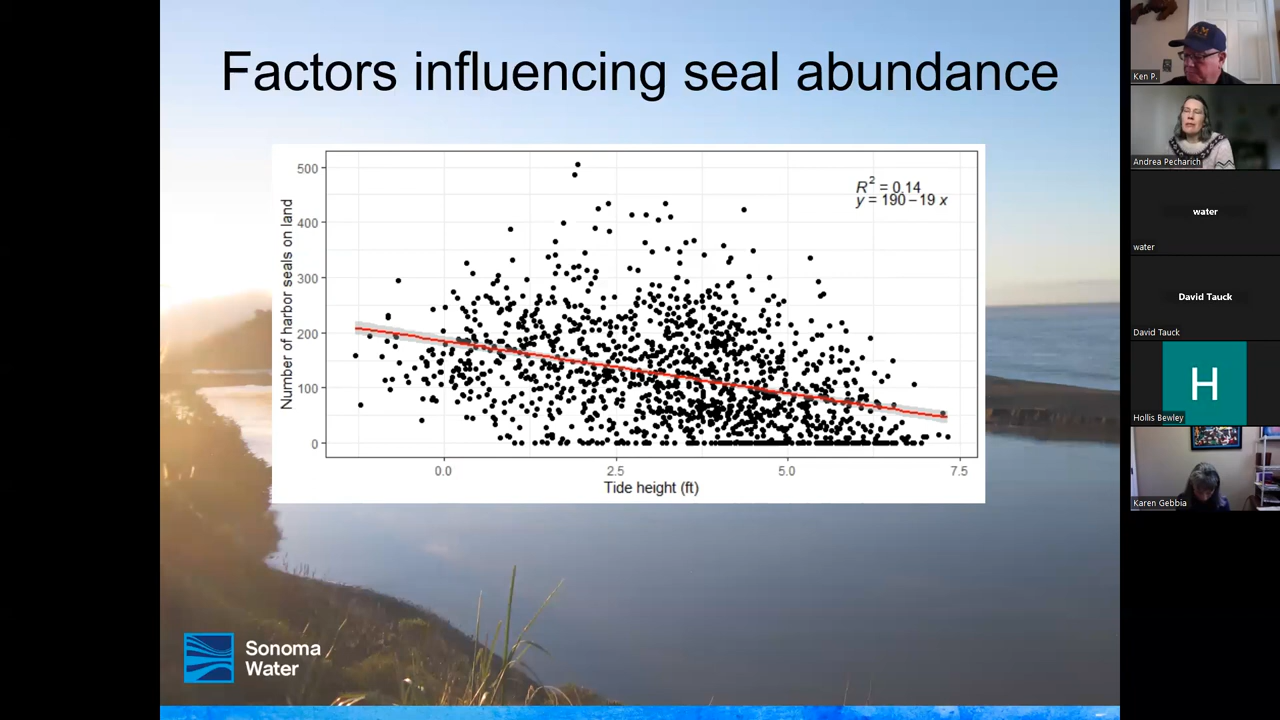 Factors influencing seal abundance
Number of harbor seals on land
500
400
300
200
100
0
R² = 0.14
y = 190 – 19 x
0.0
2.5
5.0
7.5
Tide height (ft)
Sonoma
Water
Ken P.
Andrea Pecharich
water
water
David Tauck
David Tauck
H
Hollis Bewley
Karen Gebbia